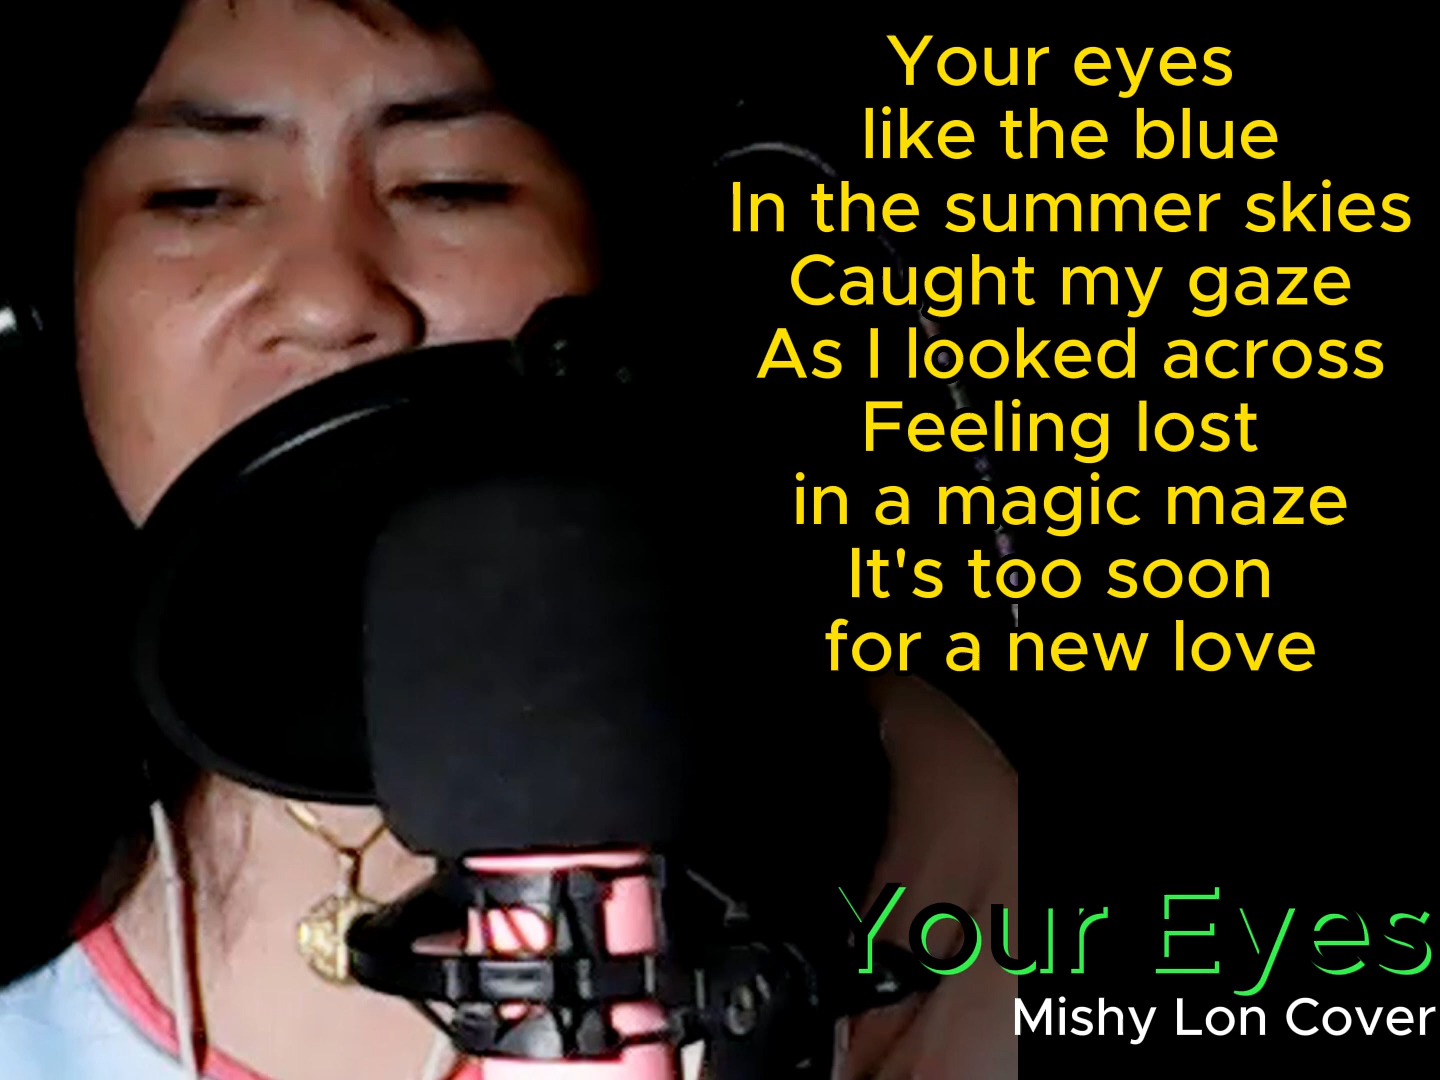 Your eyes
like the blue
In the summer skies
Caught my gaze
As I looked across
Feeling lost
in a magic maze
It's too soon
for a new love
Your Eyes
Mishy Lon Cover